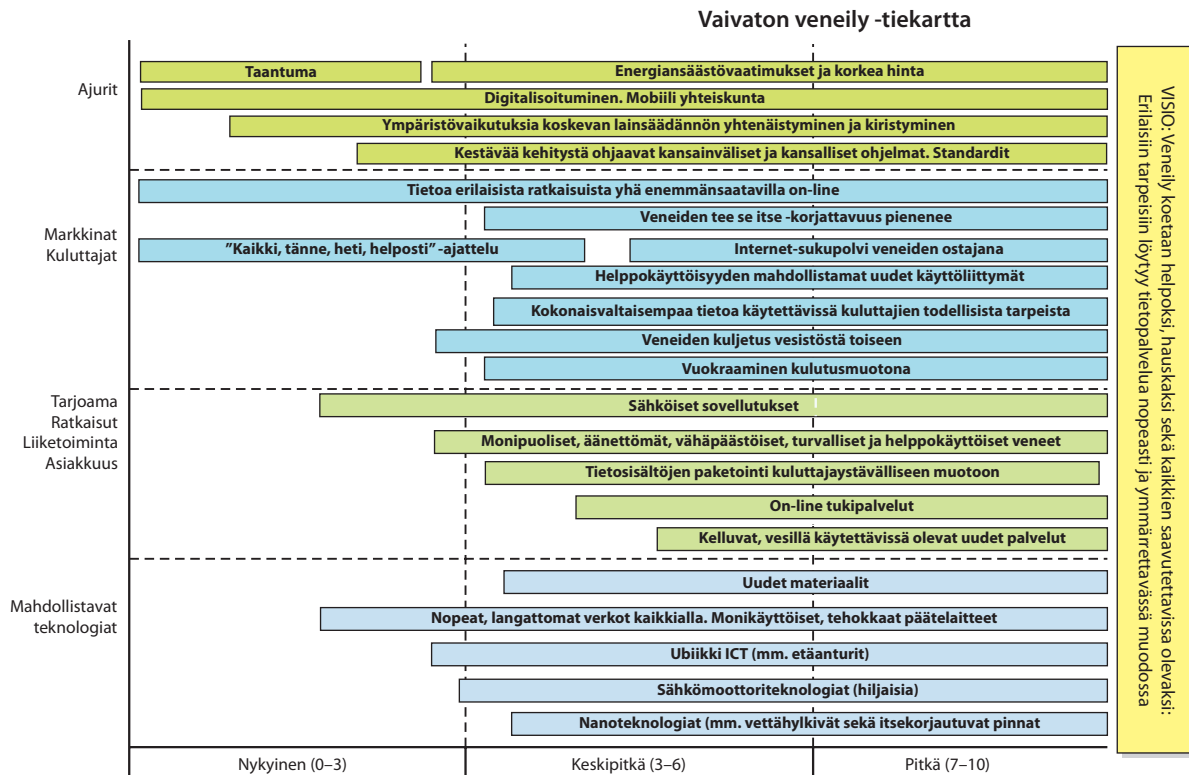 Vaivaton veneily -tiekartta
Ajurit
Taantuma
Energiansäästövaatimukset ja korkea hinta
Digitalisoituminen. Mobiili yhteiskunta
Ympäristövaikutuksia koskevan lainsäädännön yhtenäistyminen ja kiristyminen
Kestävää kehitystä ohjaavat kansainväliset ja kansalliset ohjelmat. Standardit
Markkinat
Kuluttajat
Tietoa erilaisista ratkaisuista yhä enemmänsaatavilla on-line
Veneiden tee se itse -korjattavuus pienenee
”Kaikki, tänne, heti, helposti” -ajattelu
Internet-sukupolvi veneiden ostajana
Helppokäyttöisyyden mahdollistamat uudet käyttöliittymät
Kokonaisvaltaisempaa tietoa käytettävissä kuluttajien todellisista tarpeista
Veneiden kuljetus vesistöstä toiseen
Vuokraaminen kulutusmuotona
Tarjoama
Ratkaisut
Liiketoiminta
Asiakkuus
Sähköiset sovellutukset
Monipuoliset, äänettömät, vähäpäästöiset, turvalliset ja helppokäyttöiset veneet
Tietosisältöjen paketointi kuluttajaystävälliseen muotoon
On-line tukipalvelut
Kelluvat, vesillä käytettävissä olevat uudet palvelut
Mahdollistavat
teknologiat
Uudet materiaalit
Nopeat, langattomat verkot kaikkialla. Monikäyttöiset, tehokkaat päätelaitteet
Ubiikki ICT (mm. etäanturit)
Sähkömoottoriteknologiat (hiljaisia)
Nanoteknologiat (mm. vettähylkivät sekä itsekorjautuvat pinnat
Nykyinen (0–3)
Keskipitkä (3–6)
Pitkä (7–10)
VISIO: Veneily koetaan helpoksi, hauskaksi sekä kaikkien saavutettavissa olevaksi:
Erilaisiin tarpeisiin löytyy tietopalvelua nopeasti ja ymmärrettavässä muodossa